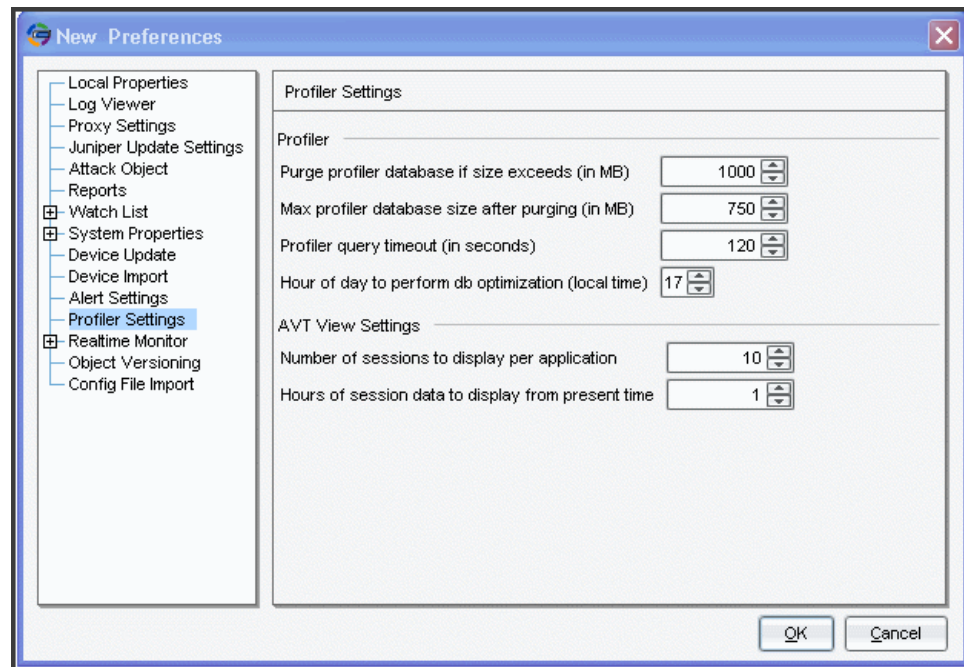 New Preferences
Local Properties
Log Viewer
Proxy Settings
Juniper Update Settings
Attack Object
Reports
Watch List
System Properties
Device Update
Device Import
Alert Settings
Profiler Settings
Realtime Monitor
Object Versioning
Config File Import
Profiler Settings
Profiler
Purge profiler database if size exceeds (in MB) 1000
Max profiler database size after purging (in MB) 750
Profiler query timeout (in seconds) 120
Hour of day to perform db optimization (local time) 17
AVT View Settings
Number of sessions to display per application 10
Hours of session data to display from present time 1
OK Cancel